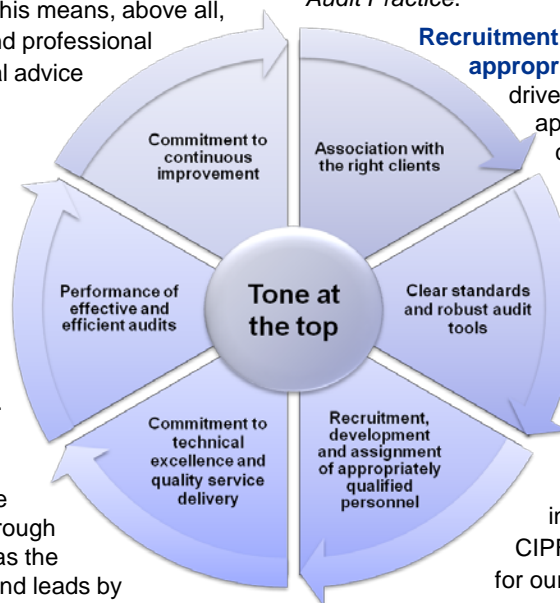 his means, above all,
nd professional
al advice
Audit Practice.
Recruitment
appropri
drive
ap
Commitment to
continuous
improvement
Association with
the right clients
Clear standards
and robust audit
tools
Recruitment,
development
and assignment
of appropriately
qualified
personnel
Commitment to
technical
excellence and
quality service
delivery
Performance of
effective and
efficient audits
Tone at
the top
rough
as the
nd leads by
in
CIPF
for our